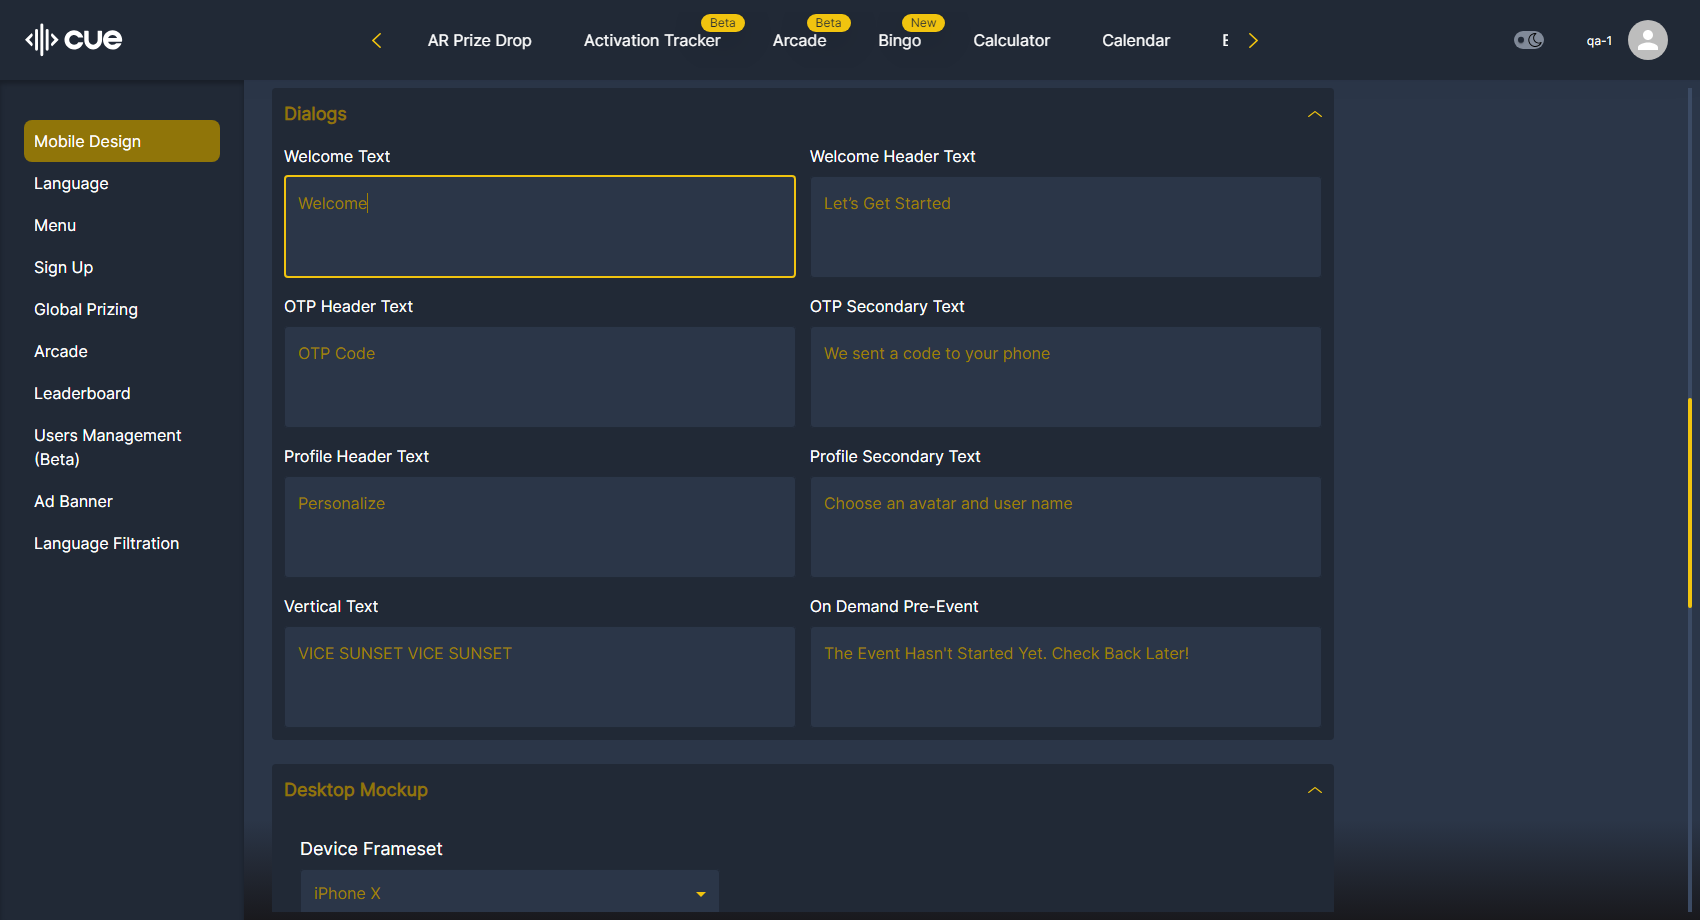 cue
AR Prize Drop
Activation Tracker
Beta
Arcade
Beta
Bingo
New
Calculator
Calendar
qa-1
Mobile Design
Language
Menu
Sign Up
Global Prizing
Arcade
Leaderboard
Users Management
(Beta)
Ad Banner
Language Filtration
Dialogs
Welcome Text
Welcome Header Text
Welcome
Let’s Get Started
OTP Header Text
OTP Secondary Text
OTP Code
We sent a code to your phone
Profile Header Text
Profile Secondary Text
Personalize
Choose an avatar and user name
Vertical Text
On Demand Pre-Event
VICE SUNSET VICE SUNSET
The Event Hasn't Started Yet. Check Back Later!
Desktop Mockup
Device Frameset
iPhone X